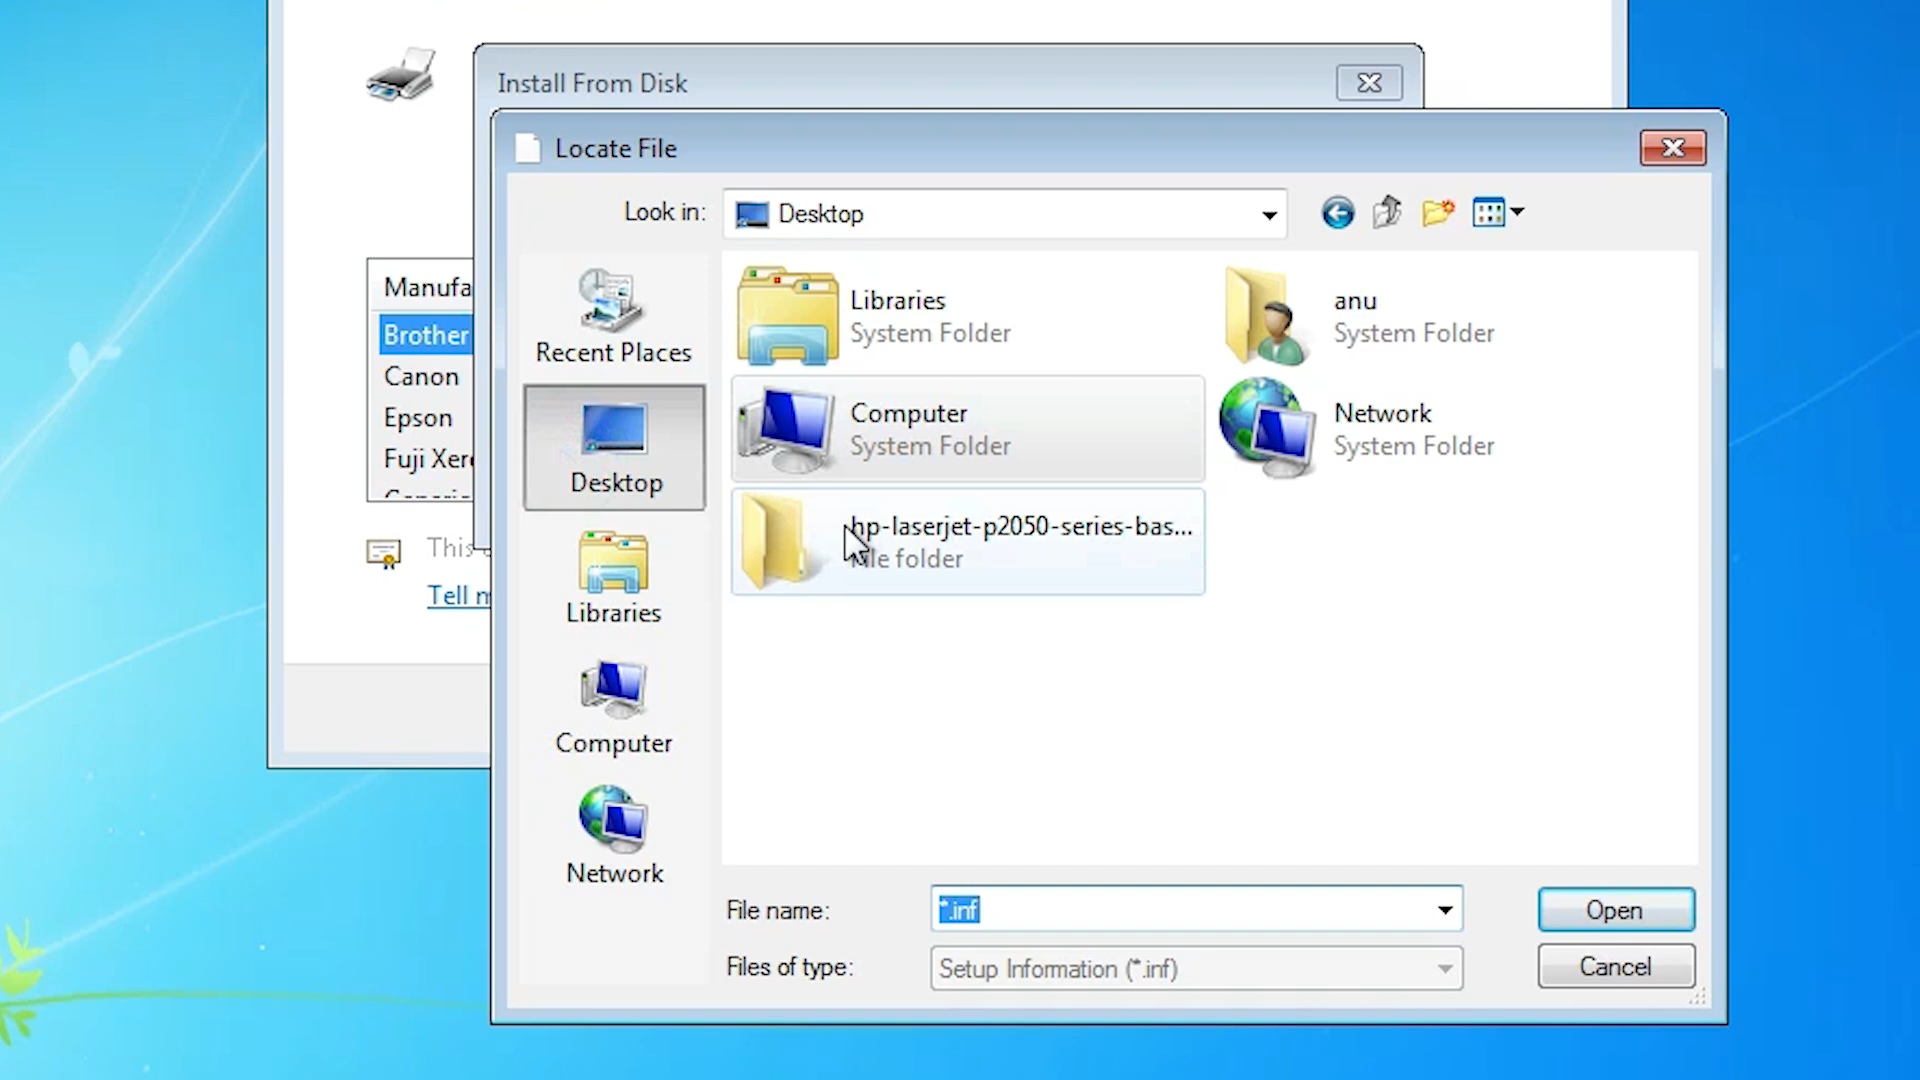 Install From Disk
Locate File
Look in:
Desktop
Manufa
Brother
Canon
Epson
Fuji Xer
This
Tell m
Recent Places
Desktop
Libraries
Computer
Network
Libraries
System Folder
anu
System Folder
Computer
System Folder
Network
System Folder
hp-laserjet-p2050-series-bas...
File folder
File name:
*.inf
Open
Files of type:
Setup Information (*.inf)
Cancel